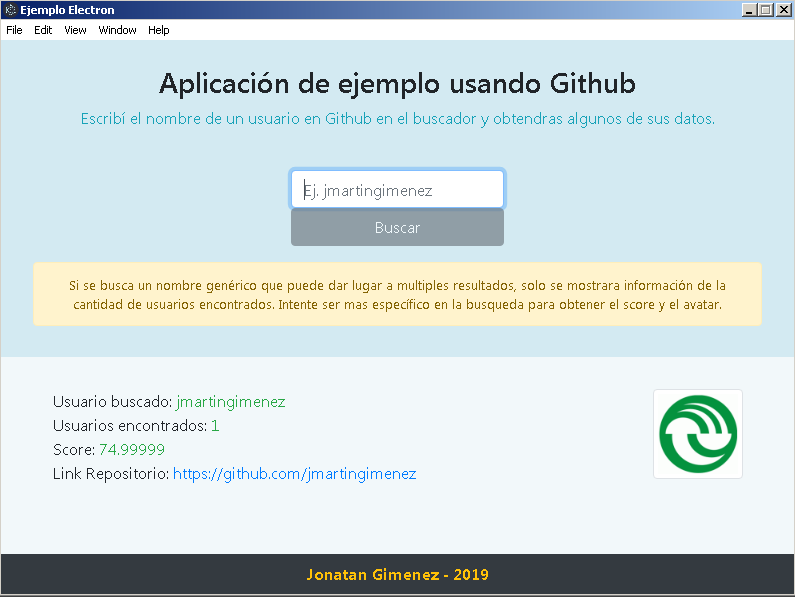 Ejemplo Electron
File Edit View Window Help
Aplicación de ejemplo usando Github
Escribí el nombre de un usuario en Github en el buscador y obtendras algunos de sus datos.
Ej. jmartingimenez
Buscar
Si se busca un nombre genérico que puede dar lugar a multiples resultados, solo se mostrara información de la
cantidad de usuarios encontrados. Intente ser mas específico en la busqueda para obtener el score y el avatar.
Usuario buscado: jmartingimenez
Usuarios encontrados: 1
Score: 74.99999
Link Repositorio: https://github.com/jmartingimenez
Jonatan Gimenez - 2019